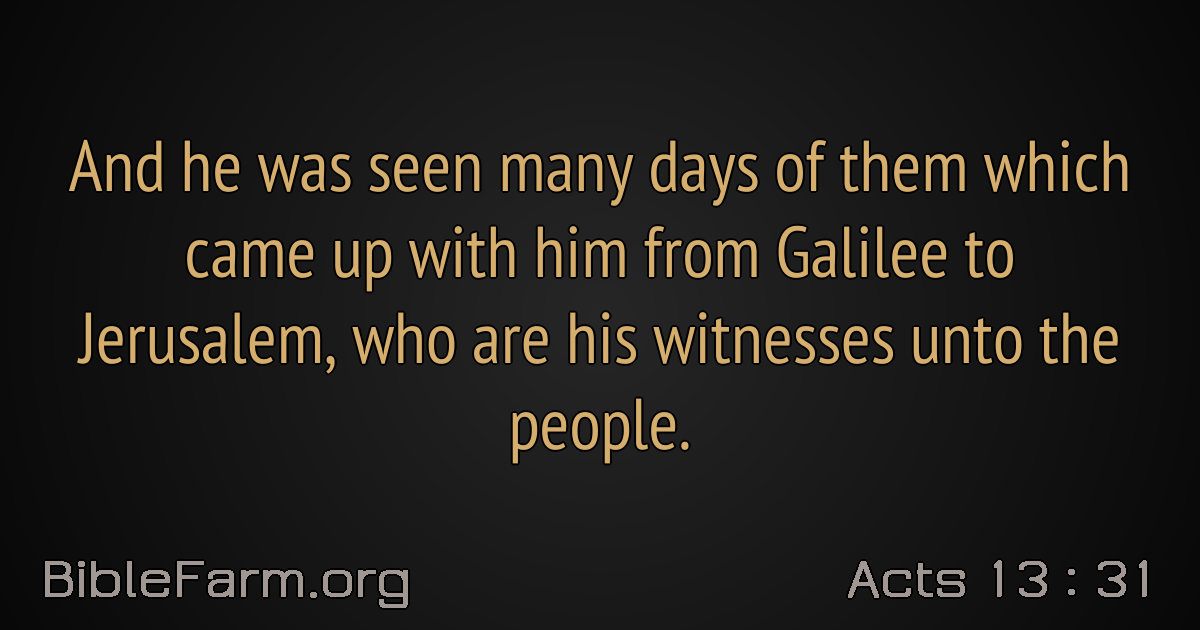 And he was seen many days of them which
came up with him from Galilee to
Jerusalem, who are his witnesses unto the
people.
BibleFarm.org
Acts 13 : 31